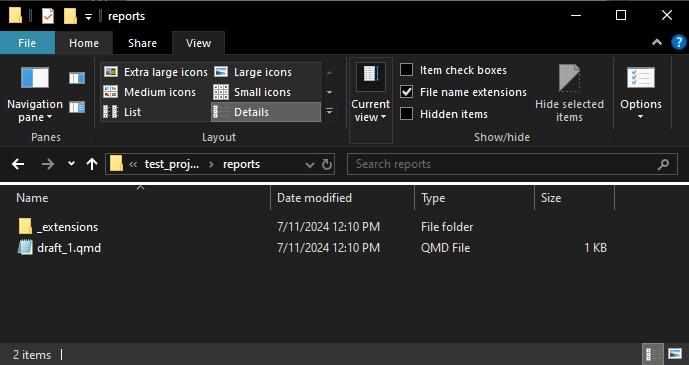 reports
File Home Share View
Navigation pane
Extra large icons Large icons
Medium icons Small icons
List Details
Current view
Item check boxes
File name extensions
Hidden items
Hide selected items
Options
Panes Layout Show/hide
test_proj... reports Search reports
Name Date modified Type Size
_extensions 7/11/2024 12:10 PM File folder
draft_1.qmd 7/11/2024 12:10 PM QMD File 1 KB
2 items